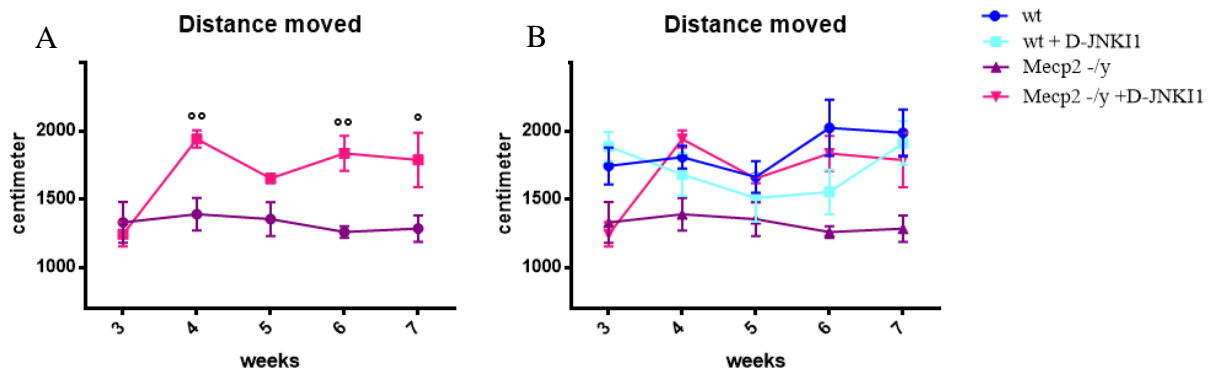 A
Distance moved
centimeter
2000
1500
1000
°°
°°
°
3
4
5
6
7
weeks
B
Distance moved
centimeter
2000
1500
1000
3
4
5
6
7
weeks
wt
wt + D-JNKI1
Mecp2 -/y
Mecp2 -/y +D-JNKI1